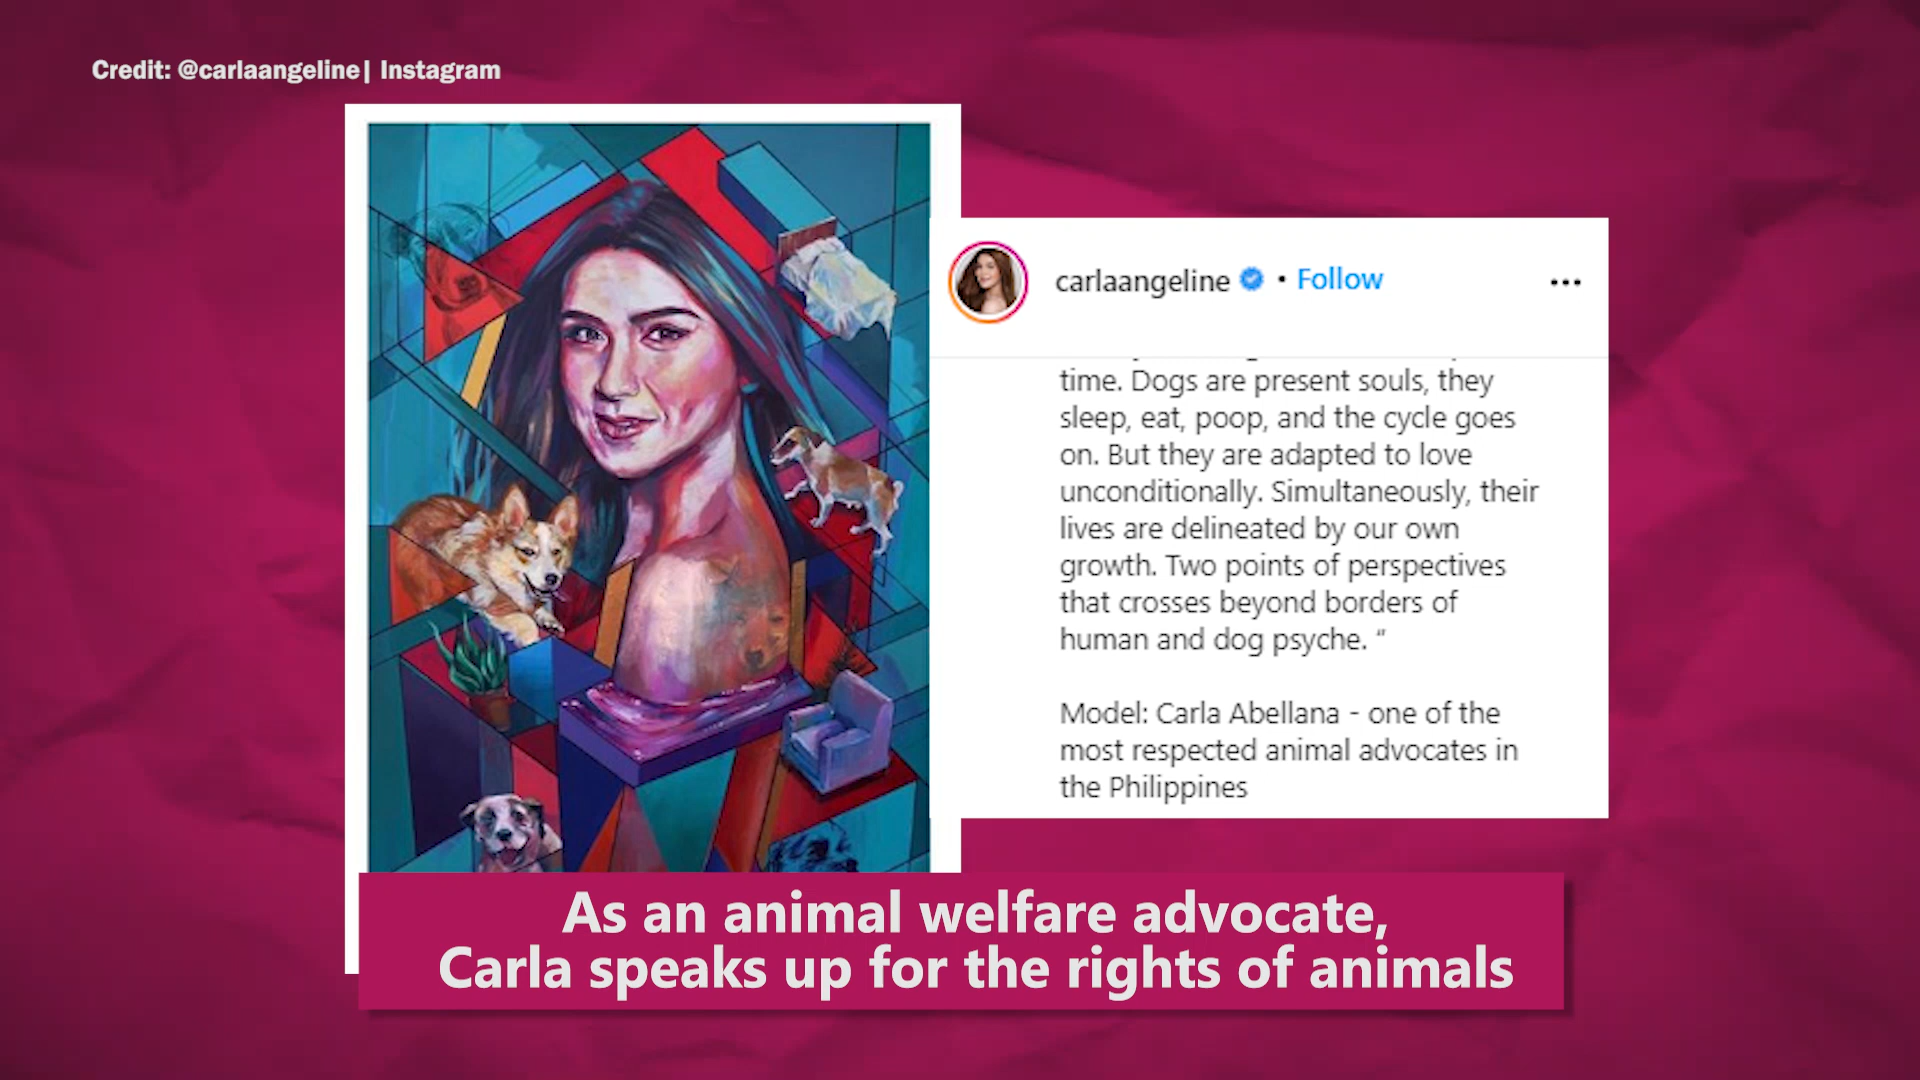 Credit: @carlaangeline| Instagram
carlaangeline • Follow
time. Dogs are present souls, they
sleep, eat, poop, and the cycle goes
on. But they are adapted to love
unconditionally. Simultaneously, their
lives are delineated by our own
growth. Two points of perspectives
that crosses beyond borders of
human and dog psyche. “
Model: Carla Abellana - one of the
most respected animal advocates in
the Philippines
As an animal welfare advocate,
Carla speaks up for the rights of animals